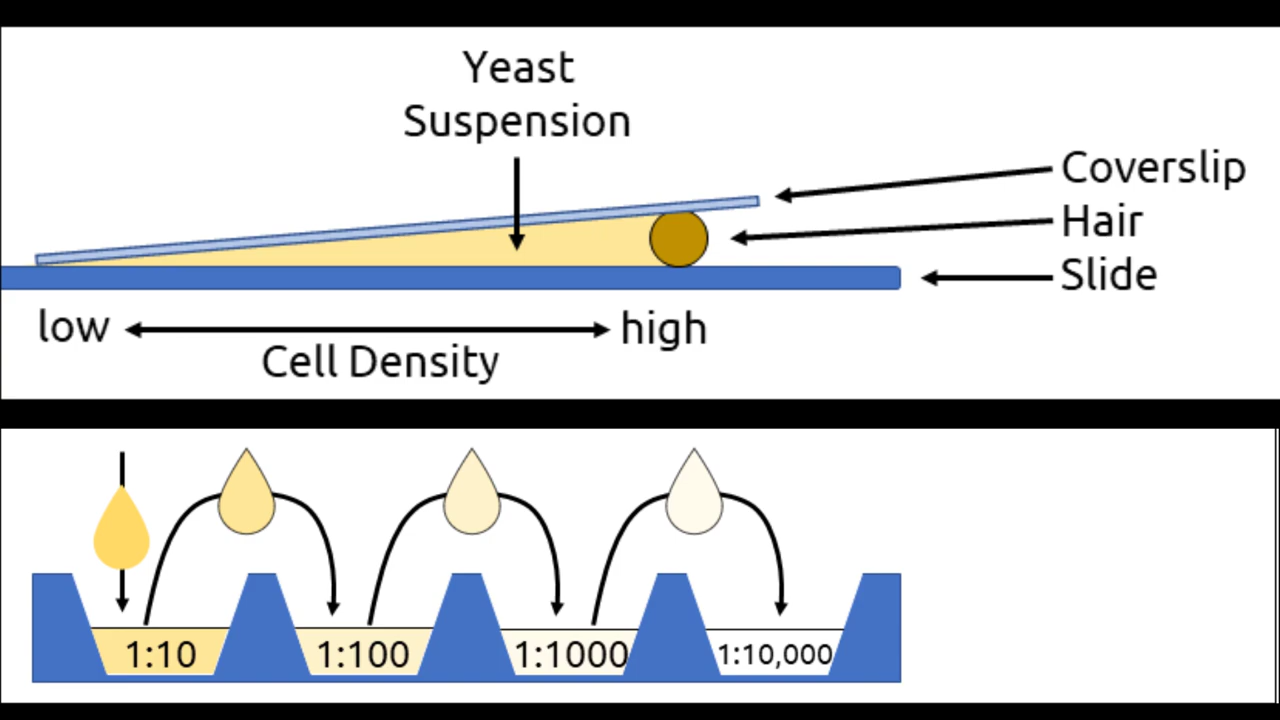 Yeast
Suspension
Coverslip
Hair
Slide
low
high
Cell Density
1:10
1:100
1:1000
1:10,000